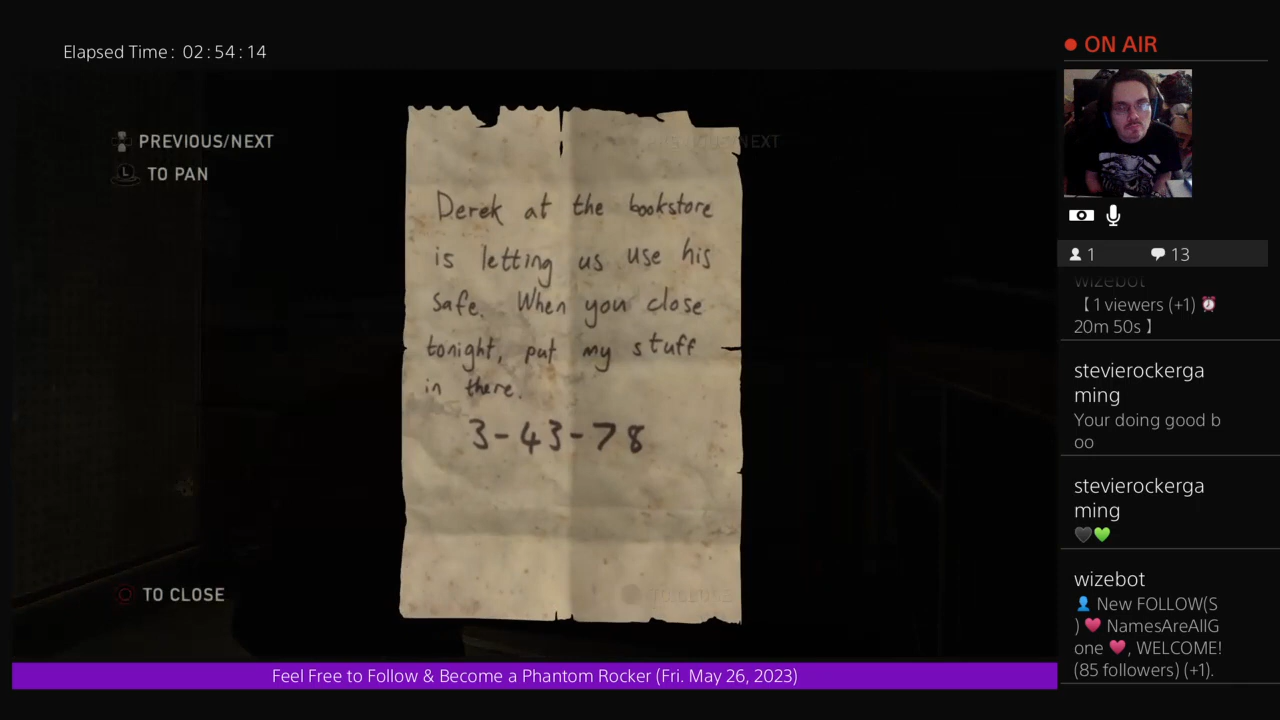 Elapsed Time: 02:54:14
ON AIR
PREVIOUS/NEXT
L TO PAN
Derek at the bookstore
is letting us use his
safe. When you close
tonight, put my stuff
in there.
3-43-78
TO CLOSE
TO CLOSE
Feel Free to Follow & Become a Phantom Rocker (Fri. May 26, 2023)
1 13
wizebot
【1 viewers (+1) ⏰
20m 50s 】
stevierockerga
ming
Your doing good b
oo
stevierockerga
ming
🖤💚
wizebot
👤 New FOLLOW(S
) 💗 NamesAreAllG
one 💗, WELCOME!
(85 followers) (+1).